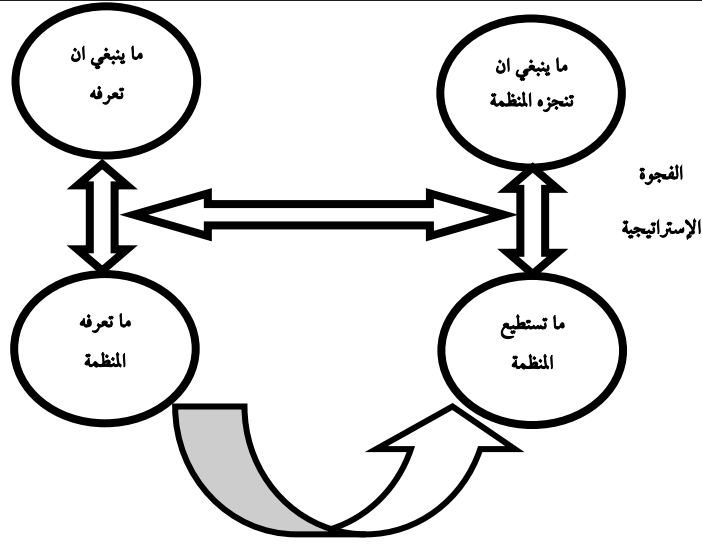 ما ينبغي ان
تنجزه المنظمة
ما ينبغي ان
تعرفه
الفجوة
الإستراتيجية
ما تستطيع
المنظمة
ما تعرفه
المنظمة